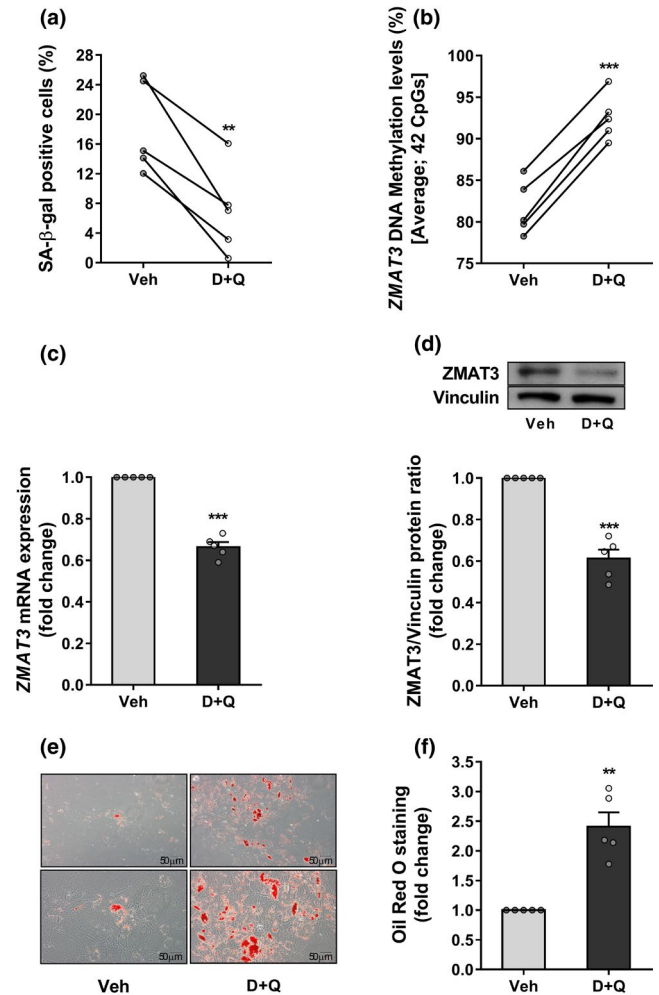 (a)
SA-β-gal positive cells (%)
28
24
20
16
12
8
4
0
**
Veh
D+Q
(b)
ZMAT3 DNA Methylation levels (%)
[Average; 42 CpGs]
100
95
90
85
80
75
***
Veh
D+Q
(c)
ZMAT3 mRNA expression
(fold change)
1.0
0.8
0.6
0.4
0.2
0.0
***
Veh
D+Q
(d)
ZMAT3
Vinculin
Veh
D+Q
ZMAT3/Vinculin protein ratio
(fold change)
1.0
0.8
0.6
0.4
0.2
0.0
***
Veh
D+Q
(e)
50μm
50μm
50μm
50μm
Veh
D+Q
(f)
Oil Red O staining
(fold change)
3.5
3.0
2.5
2.0
1.5
1.0
0.5
0.0
**
Veh
D+Q